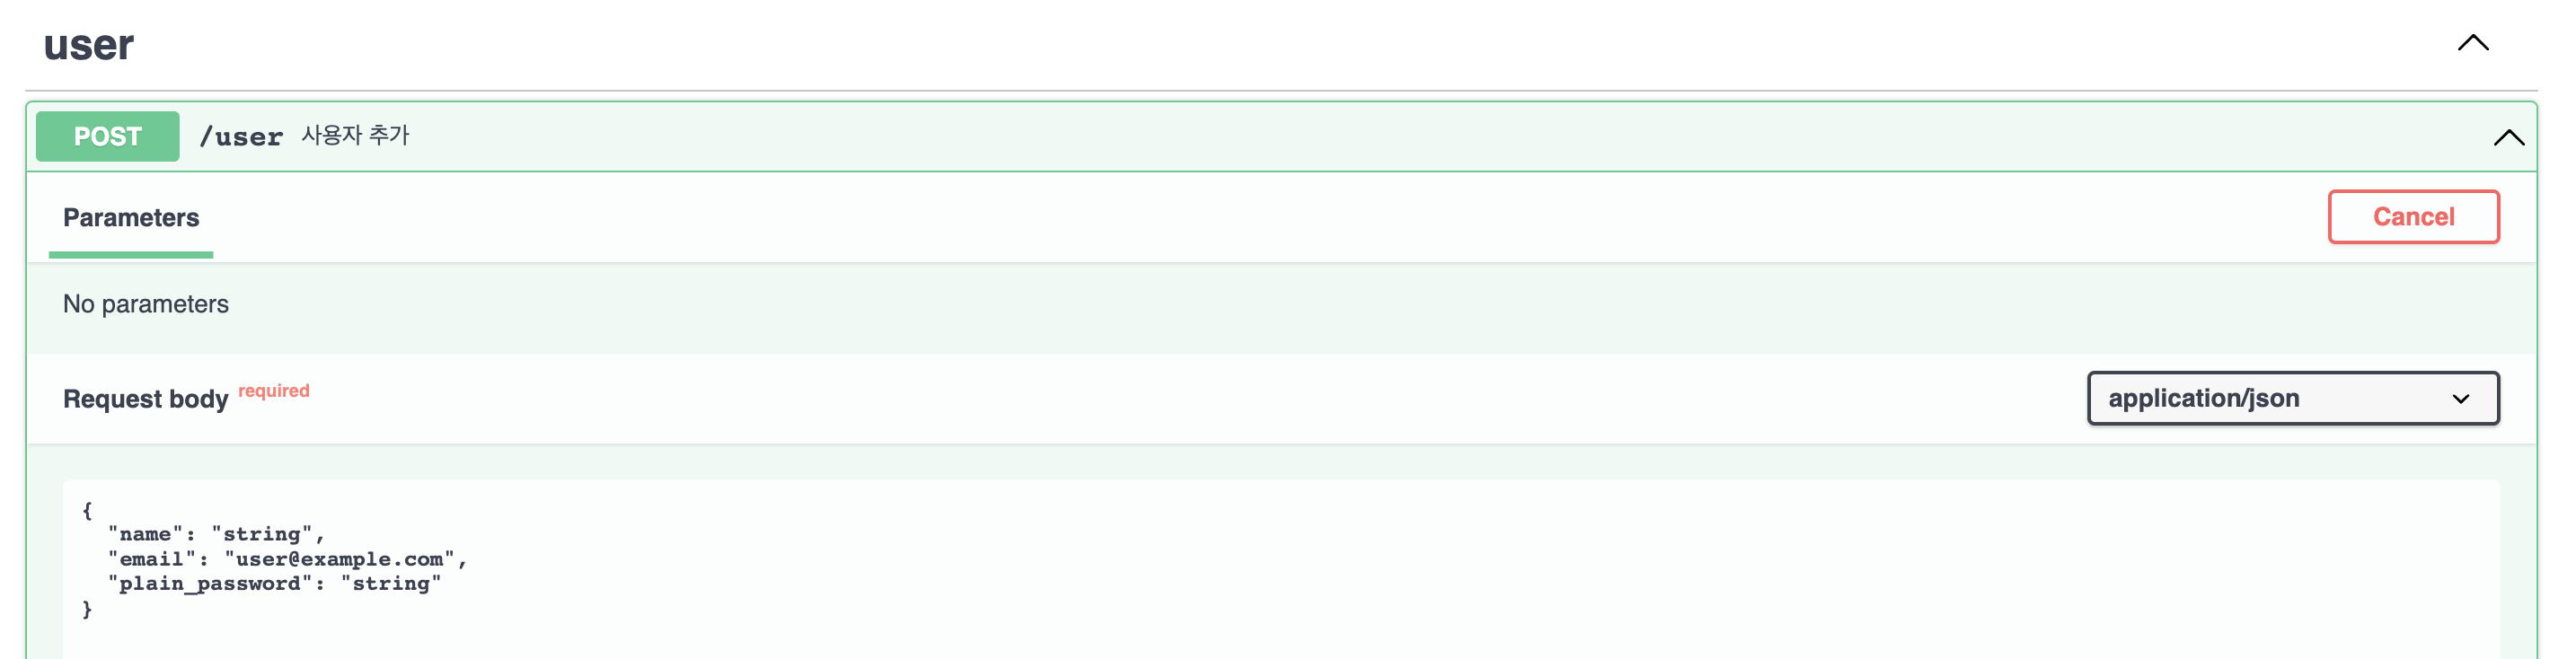 user
POST /user 사용자 추가
Parameters
Cancel
No parameters
Request body required
application/json
{
"name": "string",
"email": "user@example.com",
"plain_password": "string"
}